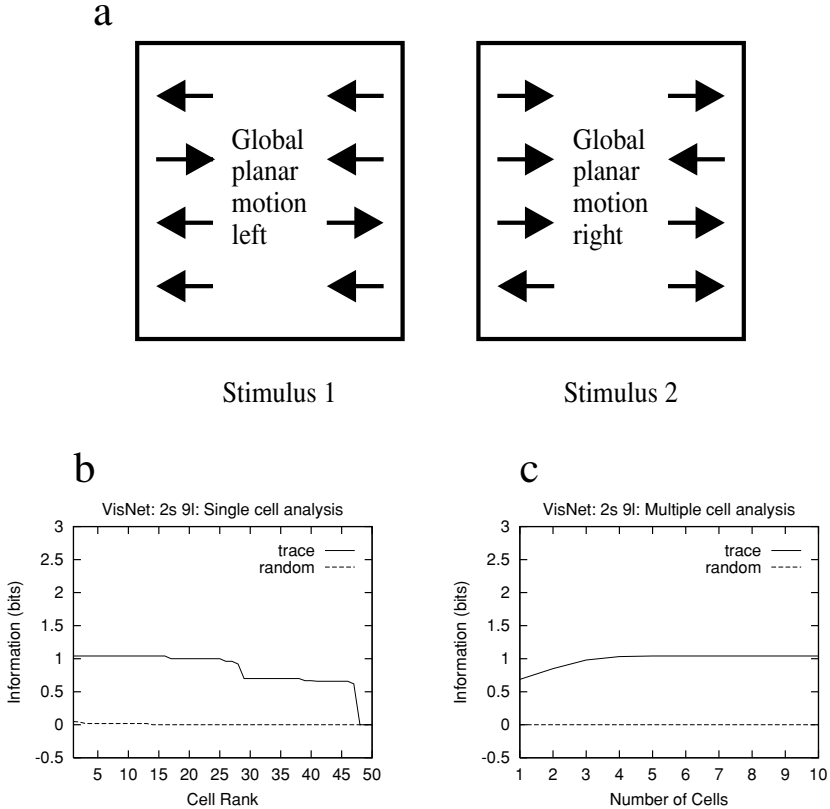 a
Global
planar
motion
left
Global
planar
motion
right
Stimulus 1
Stimulus 2
b
VisNet: 2s 9l: Single cell analysis
3
2.5
2
1.5
1
0.5
0
-0.5
Information (bits)
trace
random
5 10 15 20 25 30 35 40 45 50
Cell Rank
c
VisNet: 2s 9l: Multiple cell analysis
3
2.5
2
1.5
1
0.5
0
-0.5
Information (bits)
trace
random
1 2 3 4 5 6 7 8 9 10
Number of Cells